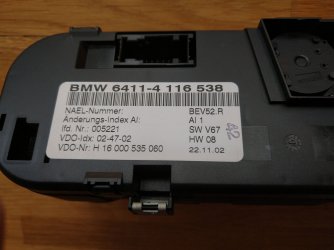 BMW 6411-4 116 538
NAEL-Nummer: BEV52.R
Änderungs-Index AI: AI 1
lfd. Nr.: 005221 SW V67
VDO-Idx: 02-47-02 HW 08
VDO-Nr: H 16 000 535 060 22.11.02
42